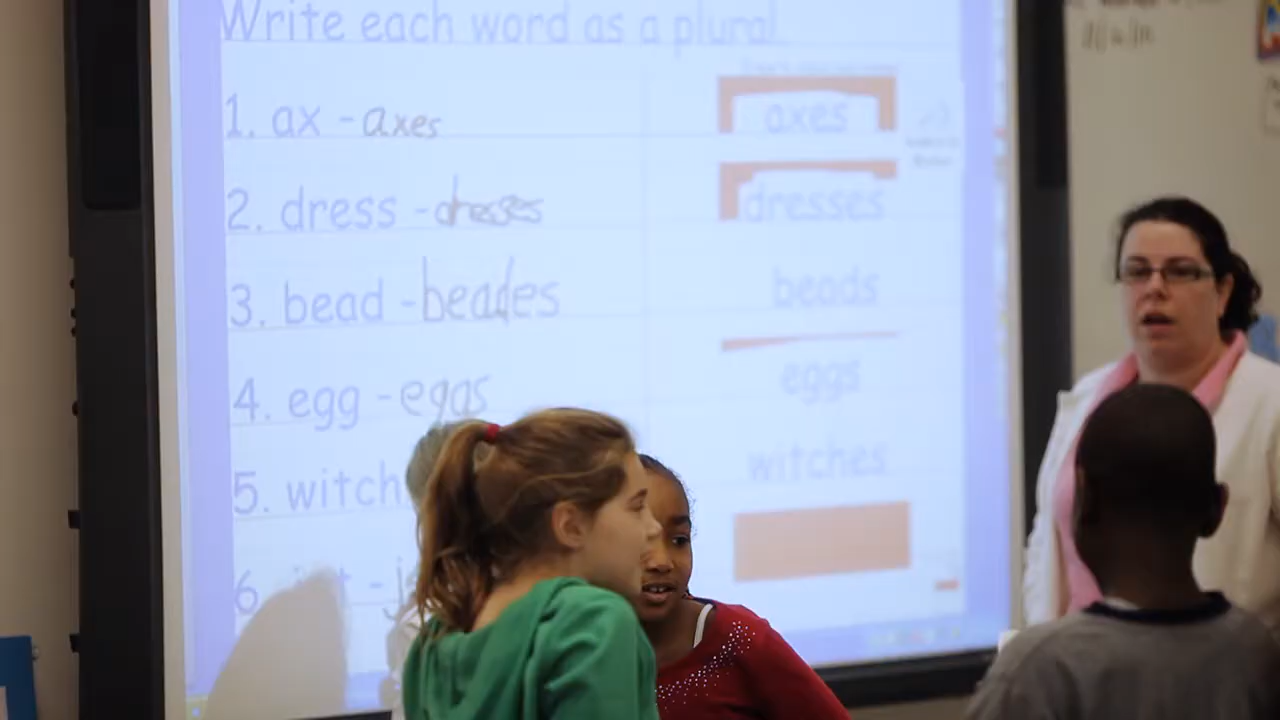 Write each word as a plural
1. ax - axes axes
2. dress - dresses dresses
3. bead - beades beads
4. egg - eggs eggs
5. witch witches
6.